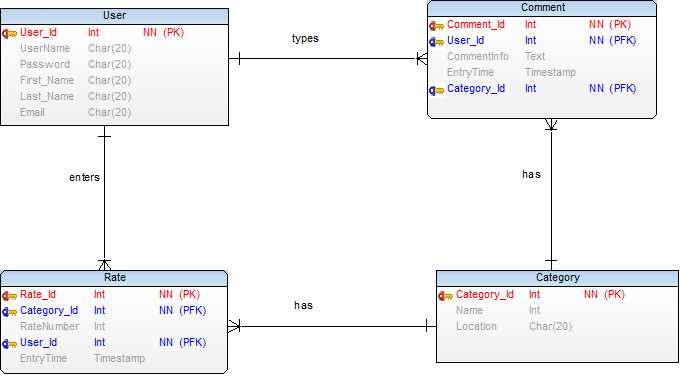 User
User_Id Int NN (PK)
UserName Char(20)
Password Char(20)
First_Name Char(20)
Last_Name Char(20)
Email Char(20)
types
Comment
Comment_Id Int NN (PK)
User_Id Int NN (PFK)
CommentInfo Text
EntryTime Timestamp
Category_Id Int NN (PFK)
enters
has
Rate
Rate_Id Int NN (PK)
Category_Id Int NN (PFK)
RateNumber Int
User_Id Int NN (PFK)
EntryTime Timestamp
has
Category
Category_Id Int NN (PK)
Name Int
Location Char(20)